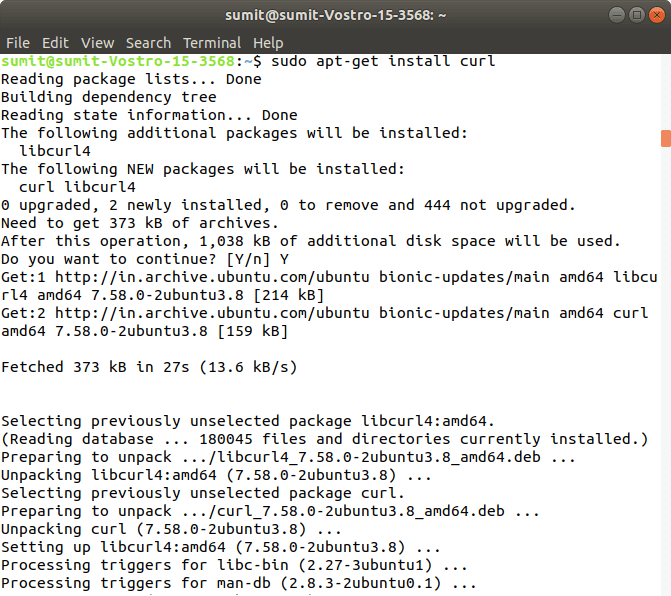 sumit@sumit-Vostro-15-3568: ~
File Edit View Search Terminal Help
sumit@sumit-Vostro-15-3568:~$ sudo apt-get install curl
Reading package lists... Done
Building dependency tree
Reading state information... Done
The following additional packages will be installed:
  libcurl4
The following NEW packages will be installed:
  curl libcurl4
0 upgraded, 2 newly installed, 0 to remove and 444 not upgraded.
Need to get 373 kB of archives.
After this operation, 1,038 kB of additional disk space will be used.
Do you want to continue? [Y/n] Y
Get:1 http://in.archive.ubuntu.com/ubuntu bionic-updates/main amd64 libcu
rl4 amd64 7.58.0-2ubuntu3.8 [214 kB]
Get:2 http://in.archive.ubuntu.com/ubuntu bionic-updates/main amd64 curl
amd64 7.58.0-2ubuntu3.8 [159 kB]
Fetched 373 kB in 27s (13.6 kB/s)
Selecting previously unselected package libcurl4:amd64.
(Reading database ... 180045 files and directories currently installed.)
Preparing to unpack .../libcurl4_7.58.0-2ubuntu3.8_amd64.deb ...
Unpacking libcurl4:amd64 (7.58.0-2ubuntu3.8) ...
Selecting previously unselected package curl.
Preparing to unpack .../curl_7.58.0-2ubuntu3.8_amd64.deb ...
Unpacking curl (7.58.0-2ubuntu3.8) ...
Setting up libcurl4:amd64 (7.58.0-2ubuntu3.8) ...
Processing triggers for libc-bin (2.27-3ubuntu1) ...
Processing triggers for man-db (2.8.3-2ubuntu0.1) ...